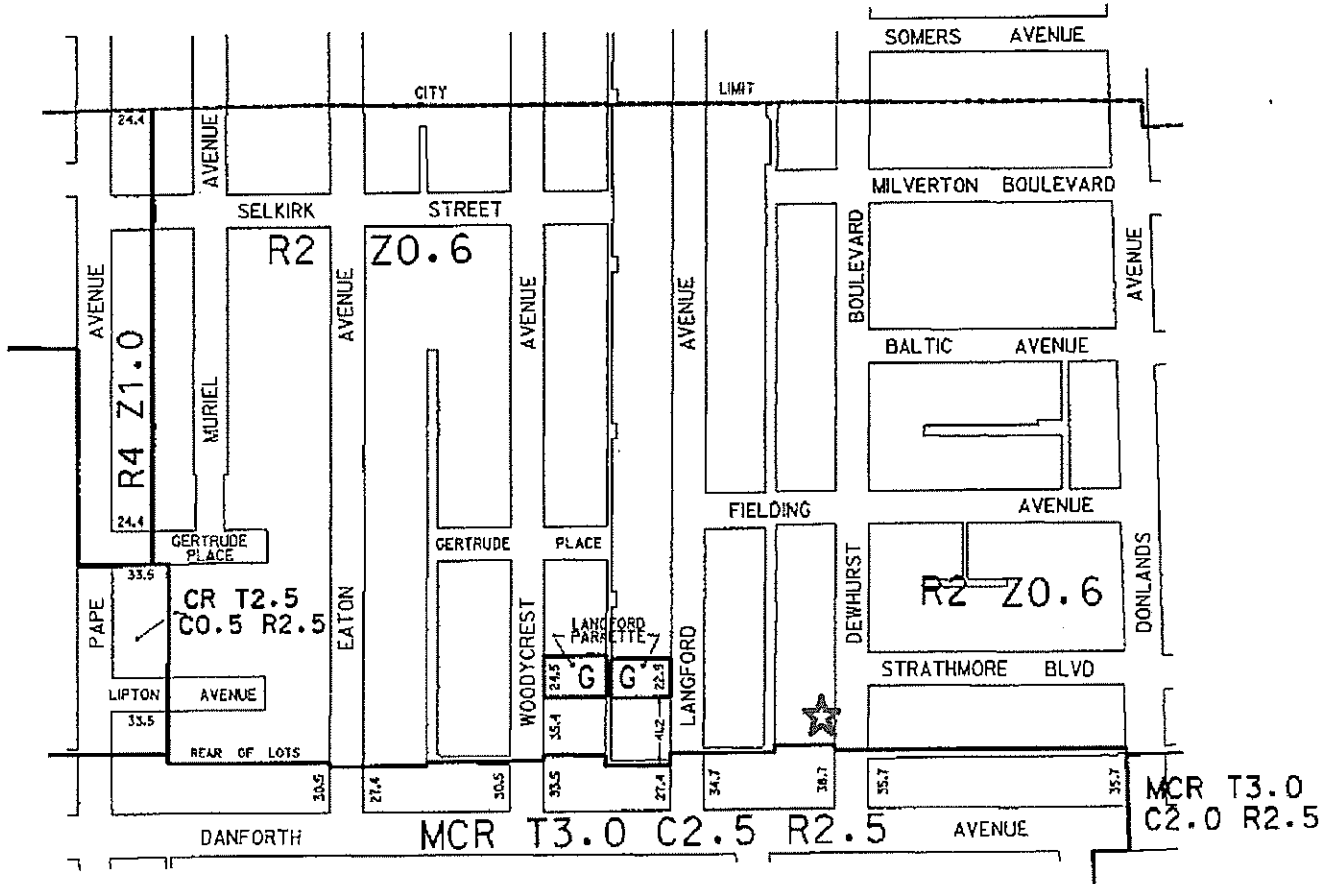 SOMERS AVENUE
CITY LIMIT
24.4
AVENUE
MILVERTON BOULEVARD
SELKIRK STREET
R2 Z0.6
AVENUE
AVENUE
AVENUE
AVENUE
BOULEVARD
AVENUE
BALTIC AVENUE
R4 Z1.0
MURIEL
24.4
FIELDING AVENUE
GERTRUDE
PLACE
GERTRUDE PLACE
33.5
CR T2.5
C0.5 R2.5
R2 Z0.6
PAPE
EATON
WOODYCREST
LANGFORD
PARKETTE
LANGFORD
DEWHURST
DONLANDS
24.5
G G
22.9
STRATHMORE BLVD
LIPTON AVENUE
33.5
35.4
41.2
REAR OF LOTS
30.5
27.4
30.5
33.5
27.4
34.7
38.7
35.7
35.7
MCR T3.0
C2.0 R2.5
DANFORTH AVENUE
MCR T3.0 C2.5 R2.5